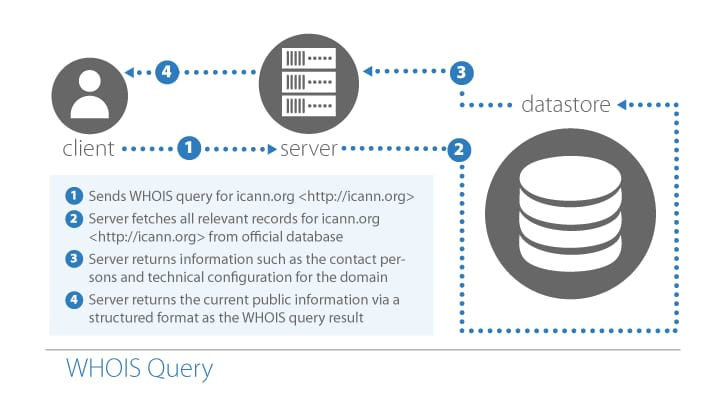 4
3
datastore
client
1
server
2
1 Sends WHOIS query for icann.org <http://icann.org>
2 Server fetches all relevant records for icann.org
<http://icann.org> from official database
3 Server returns information such as the contact per-
sons and technical configuration for the domain
4 Server returns the current public information via a
structured format as the WHOIS query result
WHOIS Query